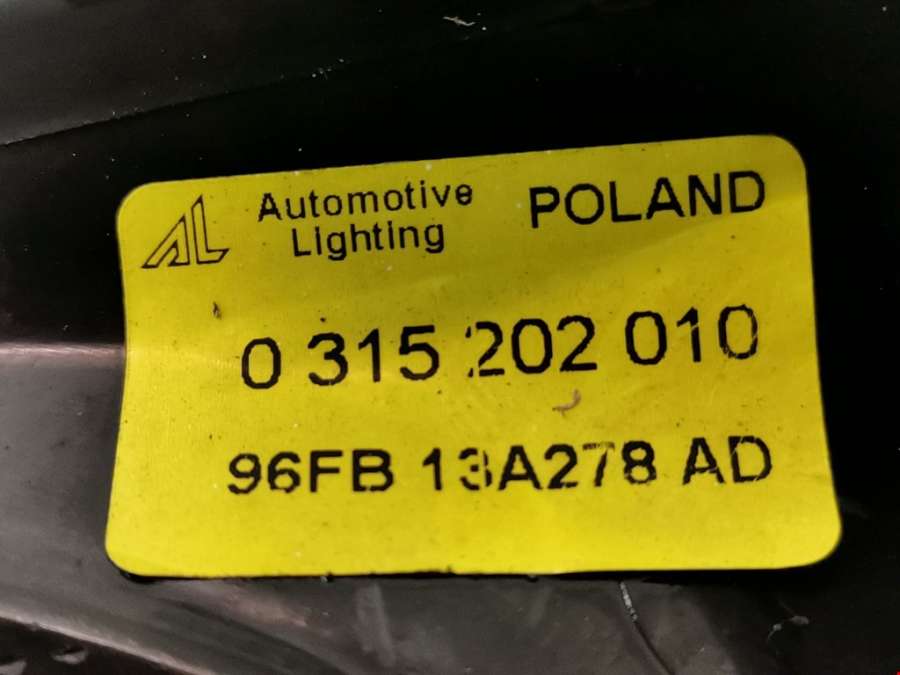 AL Automotive Lighting POLAND
0 315 202 010
96FB 13A278 AD